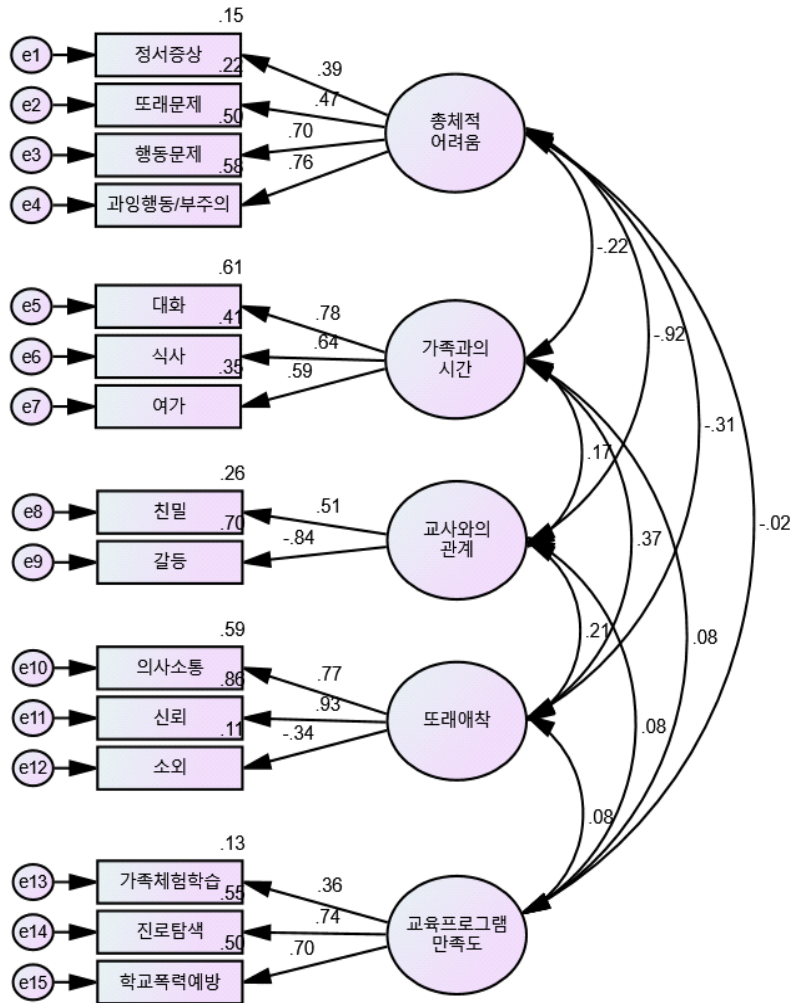 .15
e1
정서증상
.39
.22
e2
또래문제
.47
.50
e3
행동문제
.70
.58
e4
과잉행동/부주의
.76
총체적
어려움
-.22
.61
e5
대화
.78
.41
e6
식사
.64
.35
e7
여가
.59
가족과의
시간
-.92
-.31
.17
.26
e8
친밀
.51
.70
e9
갈등
-.84
교사와의
관계
.37
-.02
.21
.08
.59
e10
의사소통
.77
.86
e11
신뢰
.93
.11
e12
소외
-.34
또래애착
.08
.08
.13
e13
가족체험학습
.36
.55
e14
진로탐색
.74
.50
e15
학교폭력예방
.70
교육프로그램
만족도